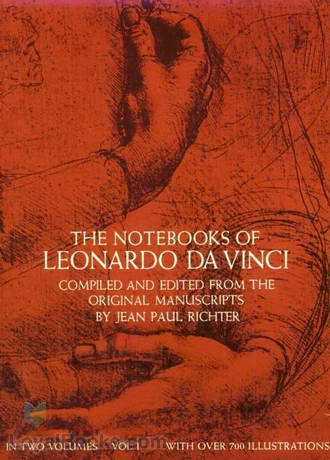 THE NOTEBOOKS OF
LEONARDO DA VINCI
COMPILED AND EDITED FROM THE
ORIGINAL MANUSCRIPTS
BY JEAN PAUL RICHTER
IN TWO VOLUMES VOL. I WITH OVER 700 ILLUSTRATIONS